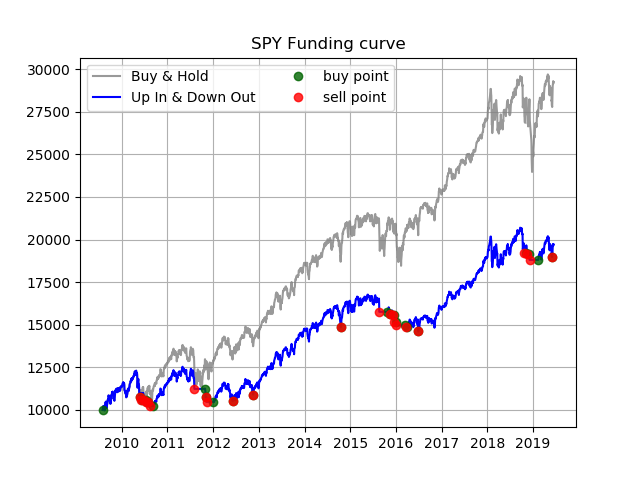 SPY Funding curve
Buy & Hold
Up In & Down Out
buy point
sell point
30000
27500
25000
22500
20000
17500
15000
12500
10000
2010 2011 2012 2013 2014 2015 2016 2017 2018 2019